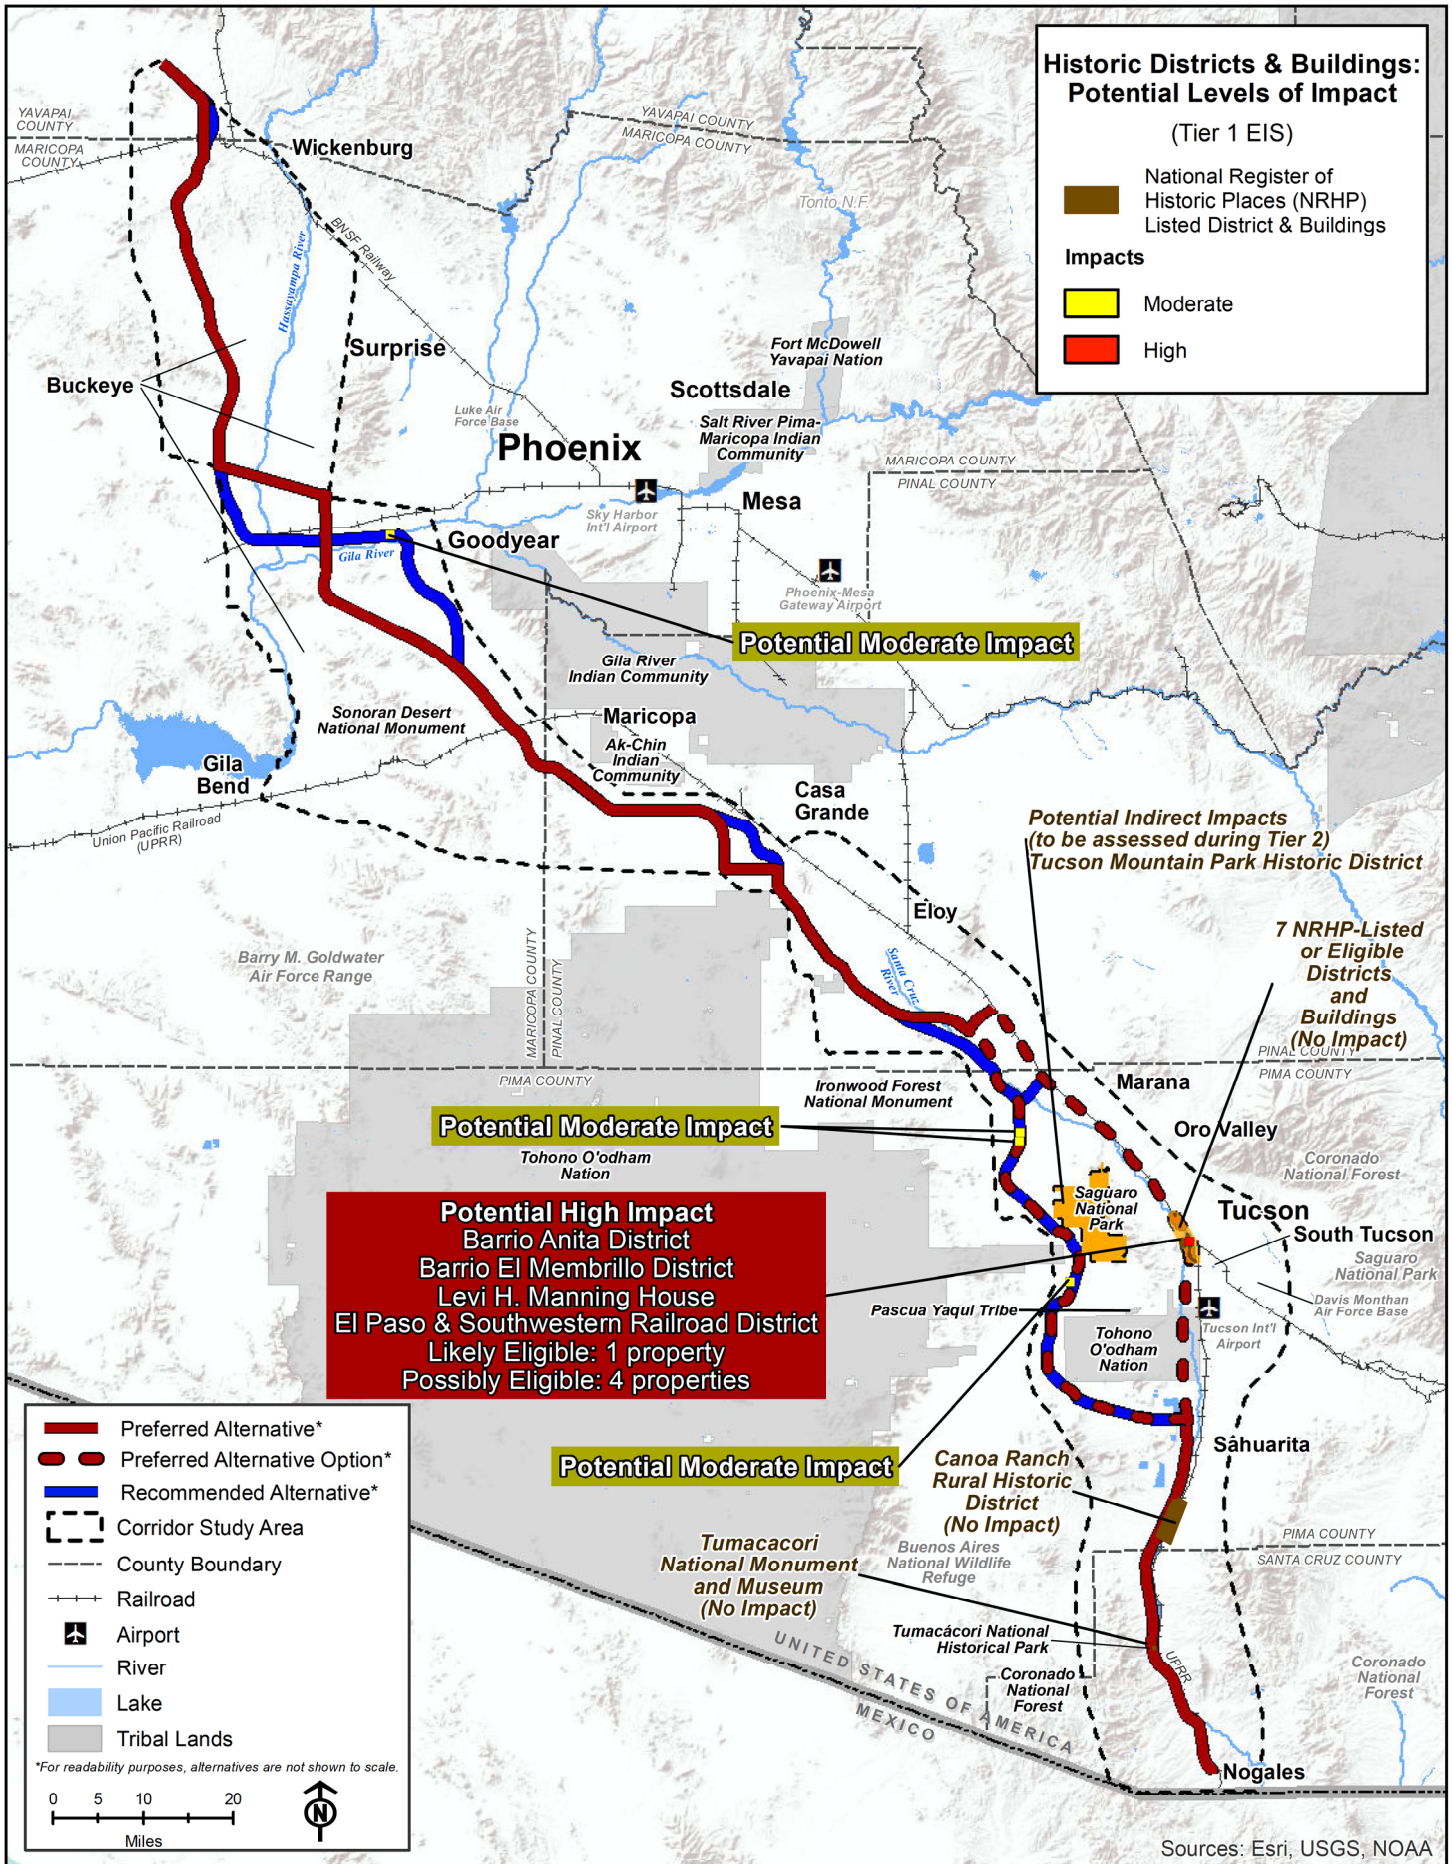 Historic Districts & Buildings:
Potential Levels of Impact
(Tier 1 EIS)
National Register of
Historic Places (NRHP)
Listed District & Buildings
Impacts
Moderate
High
YAVAPAI
COUNTY
MARICOPA
COUNTY
Wickenburg
YAVAPAI COUNTY
MARICOPA COUNTY
Tonto N.F.
BNSF Railway
Hassayampa River
Surprise
Fort McDowell
Yavapai Nation
Buckeye
Scottsdale
Luke Air
Force Base
Salt River Pima-
Maricopa Indian
Community
Phoenix
MARICOPA COUNTY
PINAL COUNTY
Mesa
Sky Harbor
Int'l Airport
Goodyear
Gila River
Phoenix-Mesa
Gateway Airport
Potential Moderate Impact
Gila River
Indian Community
Sonoran Desert
National Monument
Maricopa
Ak-Chin
Indian
Community
Gila
Bend
Casa
Grande
Union Pacific Railroad
(UPRR)
Potential Indirect Impacts
(to be assessed during Tier 2)
Tucson Mountain Park Historic District
Eloy
7 NRHP-Listed
or Eligible
Districts
and
Buildings
(No Impact)
Barry M. Goldwater
Air Force Range
MARICOPA COUNTY
PINAL COUNTY
Santa Cruz
River
PINAL COUNTY
PIMA COUNTY
PIMA COUNTY
Ironwood Forest
National Monument
Marana
Potential Moderate Impact
Oro Valley
Tohono O'odham
Nation
Coronado
National Forest
Saguaro
National
Park
Potential High Impact
Barrio Anita District
Barrio El Membrillo District
Levi H. Manning House
El Paso & Southwestern Railroad District
Likely Eligible: 1 property
Possibly Eligible: 4 properties
Tucson
South Tucson
Saguaro
National Park
Davis Monthan
Air Force Base
Pascua Yaqui Tribe
Tucson Int'l
Airport
Tohono
O'odham
Nation
Sahuarita
Potential Moderate Impact
Canoa Ranch
Rural Historic
District
(No Impact)
PIMA COUNTY
SANTA CRUZ COUNTY
Buenos Aires
National Wildlife
Refuge
Tumacacori
National Monument
and Museum
(No Impact)
Tumacácori National
Historical Park
UPRR
Coronado
National
Forest
Coronado
National
Forest
UNITED STATES OF AMERICA
MEXICO
Nogales
Preferred Alternative*
Preferred Alternative Option*
Recommended Alternative*
Corridor Study Area
County Boundary
Railroad
Airport
River
Lake
Tribal Lands
*For readability purposes, alternatives are not shown to scale.
0 5 10 20
Miles
N
Sources: Esri, USGS, NOAA